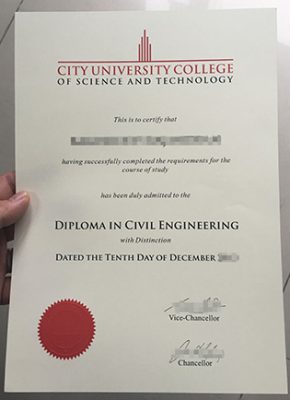 CITY UNIVERSITY COLLEGE
OF SCIENCE AND TECHNOLOGY
This is to certify that
having successfully completed the requirements for the
course of study
has been duly admitted to the
DIPLOMA IN CIVIL ENGINEERING
with Distinction
DATED THE TENTH DAY OF DECEMBER
Vice-Chancellor
Chancellor